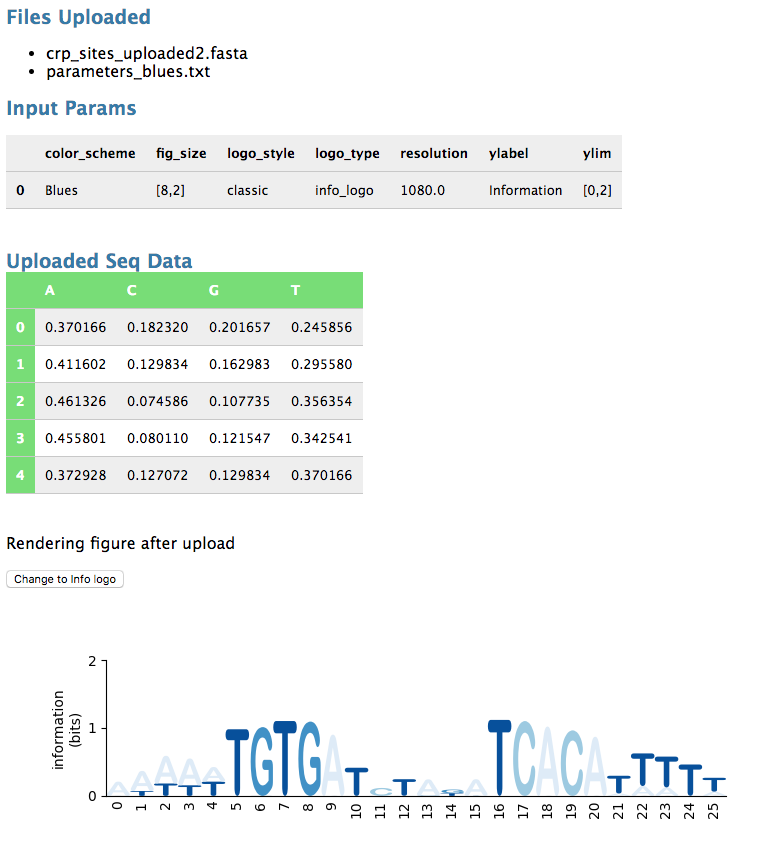 Files Uploaded
crp_sites_uploaded2.fasta
parameters_blues.txt
Input Params
color_scheme fig_size logo_style logo_type resolution ylabel ylim
0 Blues [8,2] classic info_logo 1080.0 Information [0,2]
Uploaded Seq Data
A C G T
0 0.370166 0.182320 0.201657 0.245856
1 0.411602 0.129834 0.162983 0.295580
2 0.461326 0.074586 0.107735 0.356354
3 0.455801 0.080110 0.121547 0.342541
4 0.372928 0.127072 0.129834 0.370166
Rendering figure after upload
Change to Info logo
information
(bits)
2
1
0
A A A A A T G T G A T C T A A T C A C A T T T T T
0 1 2 3 4 5 6 7 8 9 10 11 12 13 14 15 16 17 18 19 20 21 22 23 24 25